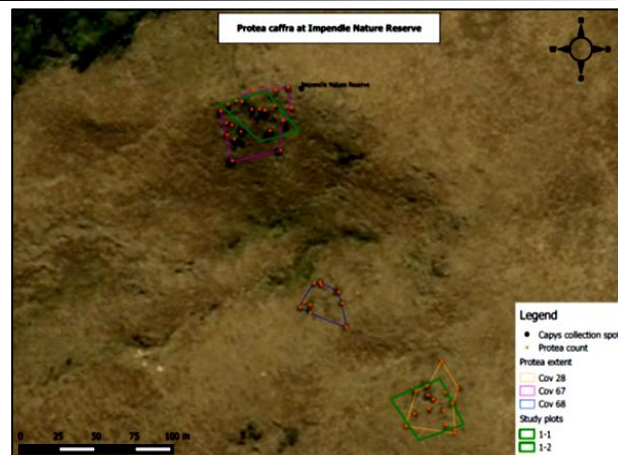 Protea caffra at Impendle Nature Reserve
Impendle Nature Reserve
Legend
Capys collection spot
Protea count
Protea extent
Cov 28
Cov 67
Cov 68
Study plots
1-1
1-2
0 25 50 75 100 m